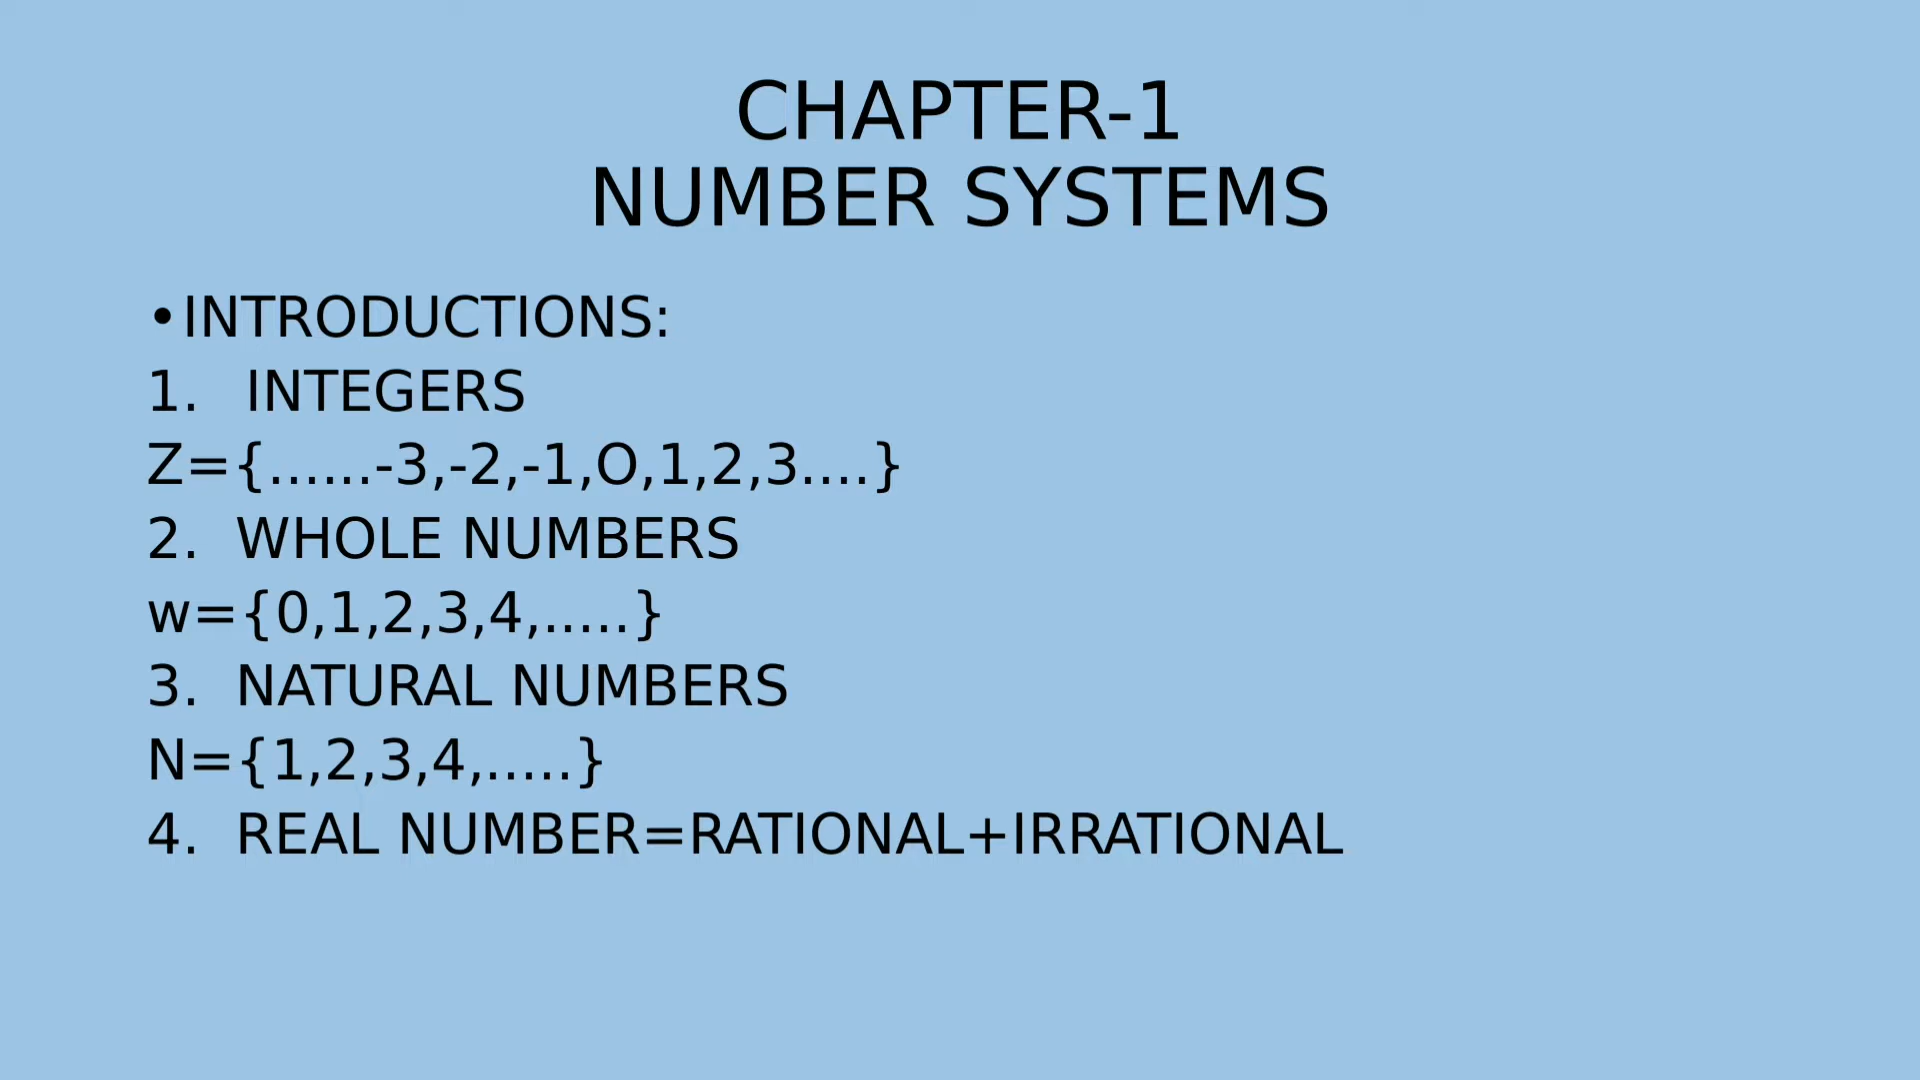 CHAPTER-1
NUMBER SYSTEMS
•INTRODUCTIONS:
1. INTEGERS
Z={......-3,-2,-1,O,1,2,3....}
2. WHOLE NUMBERS
w={0,1,2,3,4,.....}
3. NATURAL NUMBERS
N={1,2,3,4,.....}
4. REAL NUMBER=RATIONAL+IRRATIONAL